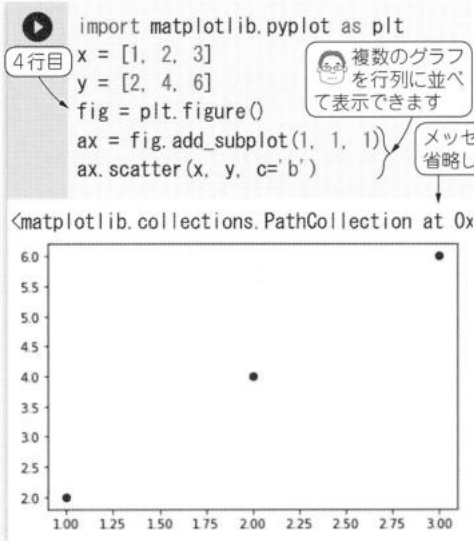 import matplotlib.pyplot as plt
4行目
x = [1, 2, 3]
y = [2, 4, 6]
fig = plt.figure()
ax = fig.add_subplot(1, 1, 1)
ax.scatter(x, y, c='b')
複数のグラフ
を行列に並べ
て表示できます
メッセ
省略し
<matplotlib.collections.PathCollection at 0x
6.0
5.5
5.0
4.5
4.0
3.5
3.0
2.5
2.0
1.00 1.25 1.50 1.75 2.00 2.25 2.50 2.75 3.00